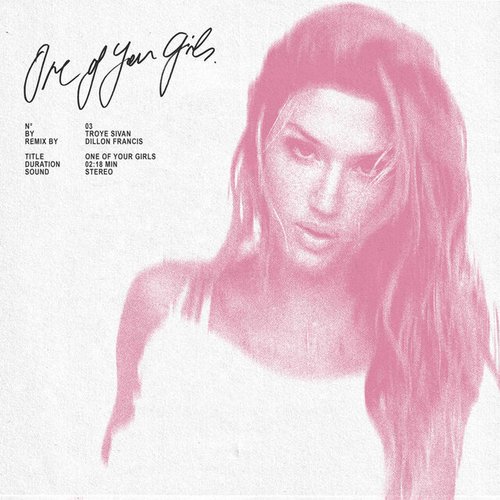 One of Your Girls.
N° 03
BY TROYE SIVAN
REMIX BY DILLON FRANCIS
TITLE ONE OF YOUR GIRLS
DURATION 02:18 MIN
SOUND STEREO